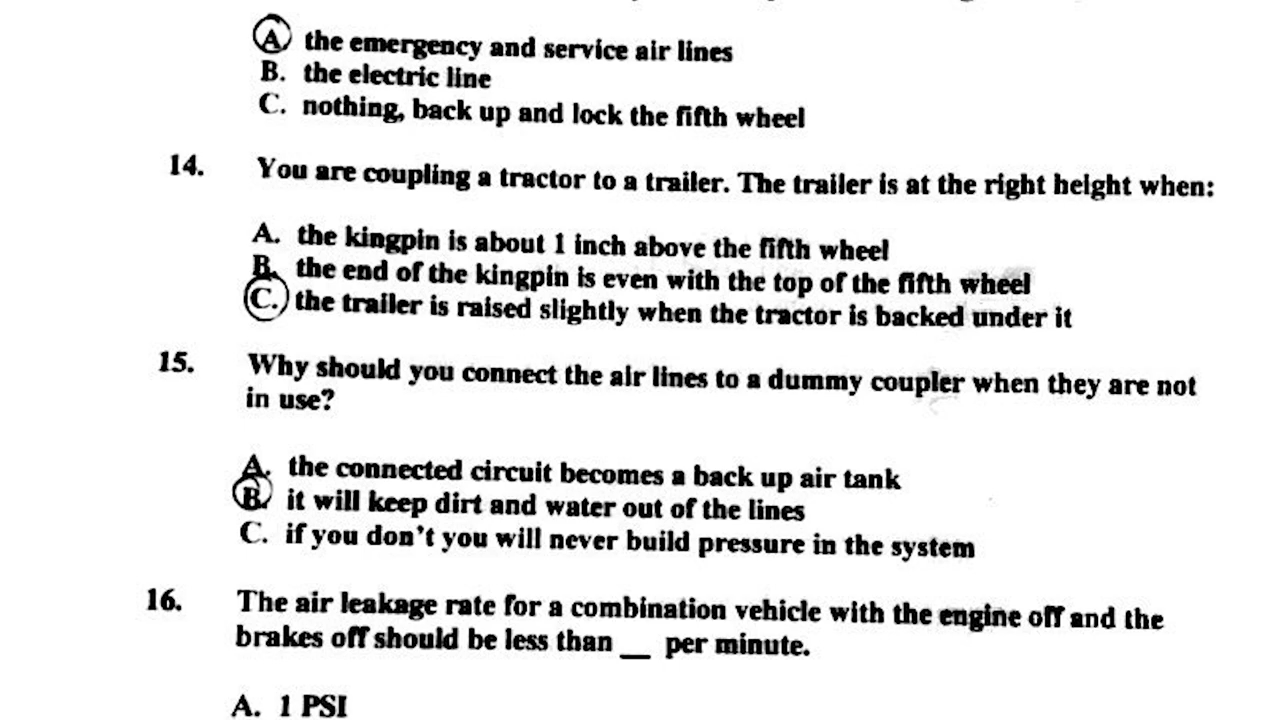 A. the emergency and service air lines
B. the electric line
C. nothing, back up and lock the fifth wheel
14. You are coupling a tractor to a trailer. The trailer is at the right height when:
A. the kingpin is about 1 inch above the fifth wheel
B. the end of the kingpin is even with the top of the fifth wheel
C. the trailer is raised slightly when the tractor is backed under it
15. Why should you connect the air lines to a dummy coupler when they are not
in use?
A. the connected circuit becomes a back up air tank
B. it will keep dirt and water out of the lines
C. if you don't you will never build pressure in the system
16. The air leakage rate for a combination vehicle with the engine off and the
brakes off should be less than __ per minute.
A. 1 PSI